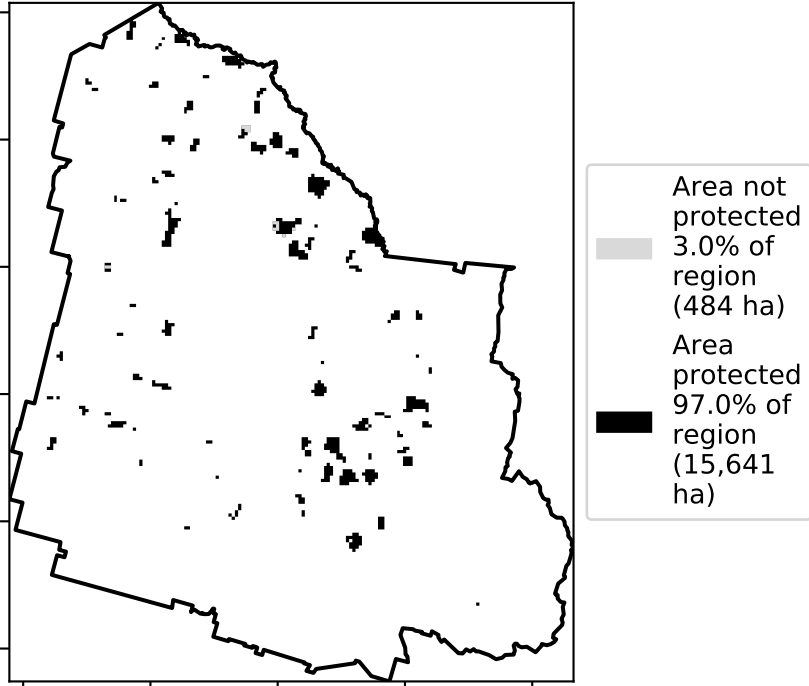 Area not
protected
3.0% of
region
(484 ha)
Area
protected
97.0% of
region
(15,641
ha)